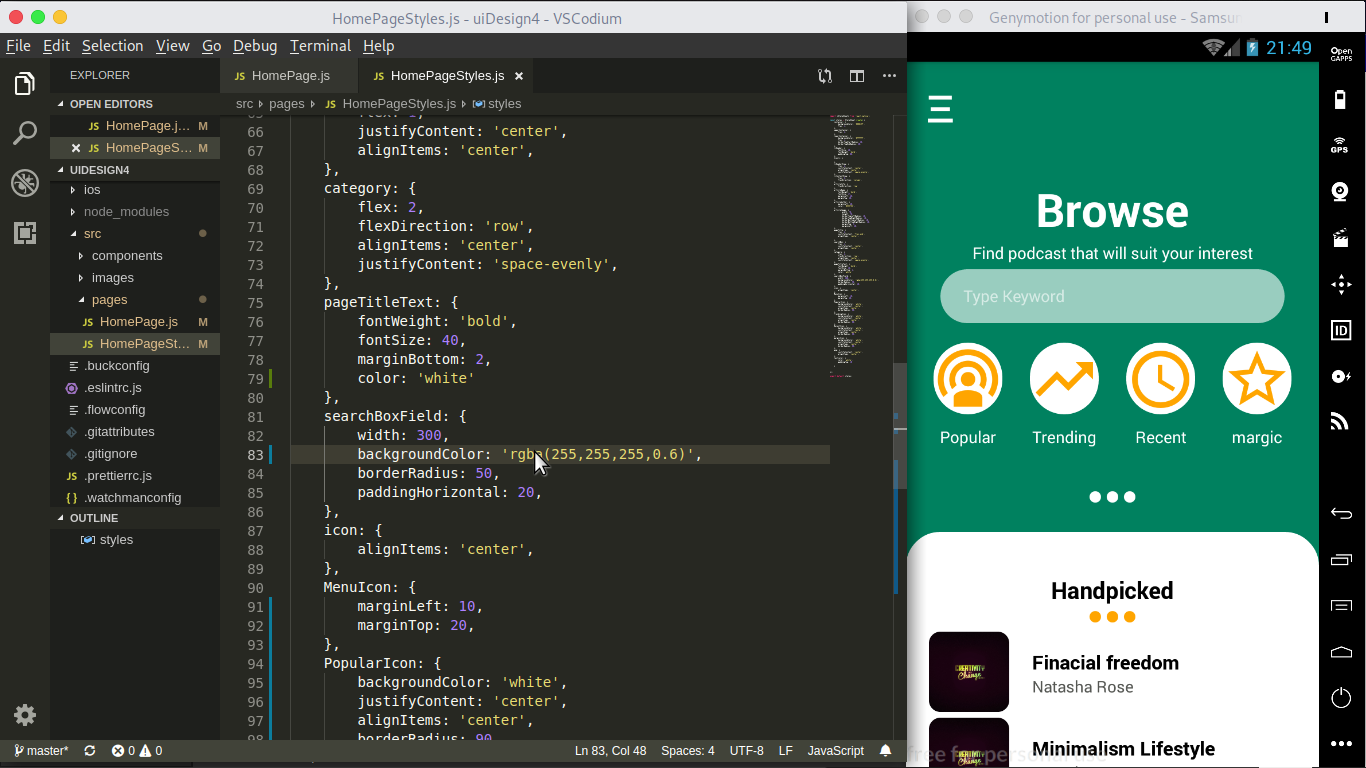 HomePageStyles.js - uiDesign4 - VSCodium
File Edit Selection View Go Debug Terminal Help
EXPLORER
OPEN EDITORS
JS HomePage.j... M
JS HomePageS... M
UIDESIGN4
ios
node_modules
src
components
images
pages
JS HomePage.js M
JS HomePageSt... M
.buckconfig
.eslintrc.js
.flowconfig
.gitattributes
.gitignore
JS .prettierrc.js
{ } .watchmanconfig
OUTLINE
styles
JS HomePage.js
JS HomePageStyles.js
src pages JS HomePageStyles.js styles
66 justifyContent: 'center',
67 alignItems: 'center',
68 },
69 category: {
70 flex: 2,
71 flexDirection: 'row',
72 alignItems: 'center',
73 justifyContent: 'space-evenly',
74 },
75 pageTitleText: {
76 fontWeight: 'bold',
77 fontSize: 40,
78 marginBottom: 2,
79 color: 'white'
80 },
81 searchBoxField: {
82 width: 300,
83 backgroundColor: 'rgba(255,255,255,0.6)',
84 borderRadius: 50,
85 paddingHorizontal: 20,
86 },
87 icon: {
88 alignItems: 'center',
89 },
90 MenuIcon: {
91 marginLeft: 10,
92 marginTop: 20,
93 },
94 PopularIcon: {
95 backgroundColor: 'white',
96 justifyContent: 'center',
97 alignItems: 'center',
98 borderRadius: 90
master* 0 0
Ln 83, Col 48 Spaces: 4 UTF-8 LF JavaScript
Genymotion for personal use - Samsu
21:49
Browse
Find podcast that will suit your interest
Type Keyword
Popular Trending Recent margic
Handpicked
Finacial freedom
Natasha Rose
Minimalism Lifestyle
free for personal use
CREATIVITY
Change
Open
GAPPS
GPS
ID